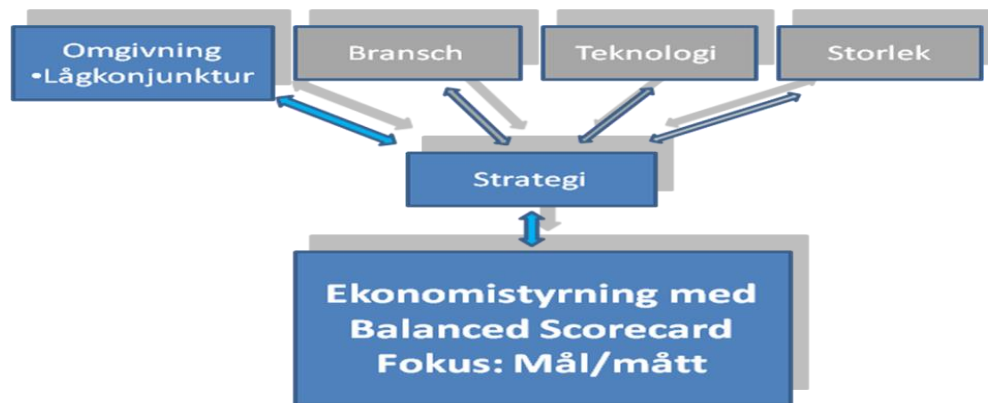 Omgivning
•Lågkonjunktur
Bransch
Teknologi
Storlek
Strategi
Ekonomistyrning med
Balanced Scorecard
Fokus: Mål/mått